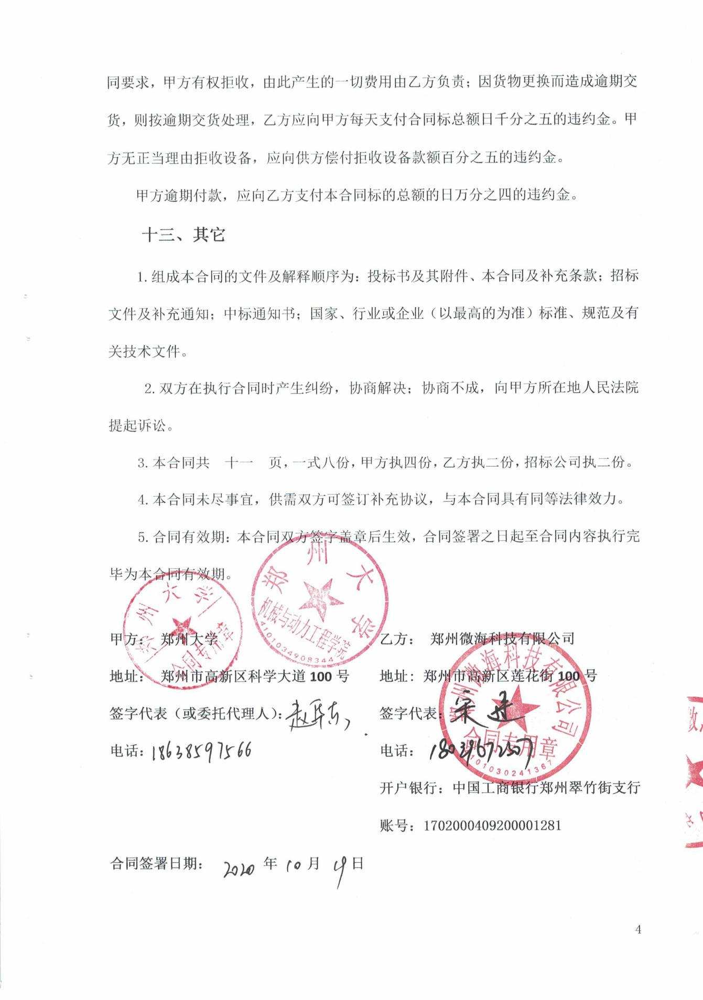 同要求，甲方有权拒收，由此产生的一切费用由乙方负责；因货物更换而造成逾期交
货，则按逾期交货处理，乙方应向甲方每天支付合同标总额日千分之五的违约金。甲
方无正当理由拒收设备，应向供方偿付拒收设备款额百分之五的违约金。
甲方逾期付款，应向乙方支付本合同标的总额的日万分之四的违约金。
十三、其它
1.组成本合同的文件及解释顺序为：投标书及其附件、本合同及补充条款；招标
文件及补充通知；中标通知书；国家、行业或企业（以最高的为准）标准、规范及有
关技术文件。
2.双方在执行合同时产生纠纷，协商解决；协商不成，向甲方所在地人民法院
提起诉讼。
3.本合同共 十一 页，一式八份，甲方执四份，乙方执二份，招标公司执二份。
4.本合同未尽事宜，供需双方可签订补充协议，与本合同具有同等法律效力。
5.合同有效期：本合同双方签字盖章后生效，合同签署之日起至合同内容执行完
毕为本合同有效期。
郑州大学
机械与动力工程学院
4101034908344
郑州大学
合同专用章
甲方： 郑州大学
地址： 郑州市高新区科学大道 100 号
签字代表（或委托代理人）：
电话：18638597566
乙方： 郑州微海科技有限公司
地址：郑州市高新区莲花街 100 号
签字代表：宋建
电话：
郑州微海科技有限公司
合同专用章
开户银行：中国工商银行郑州翠竹街支行
账号：1702000409200001281
合同签署日期： 2020 年 10 月 19 日
4